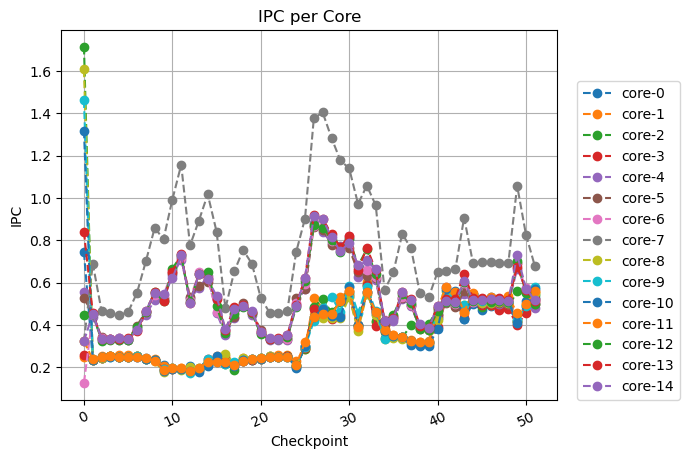 IPC per Core
IPC
1.6
1.4
1.2
1.0
0.8
0.6
0.4
0.2
0
10
20
30
40
50
Checkpoint
core-0
core-1
core-2
core-3
core-4
core-5
core-6
core-7
core-8
core-9
core-10
core-11
core-12
core-13
core-14